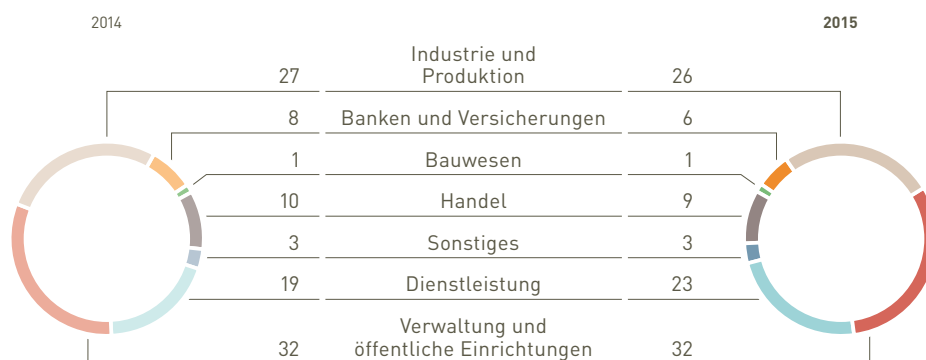 2014 2015
Industrie und
27 Produktion 26
8 Banken und Versicherungen 6
1 Bauwesen 1
10 Handel 9
3 Sonstiges 3
19 Dienstleistung 23
Verwaltung und
32 öffentliche Einrichtungen 32